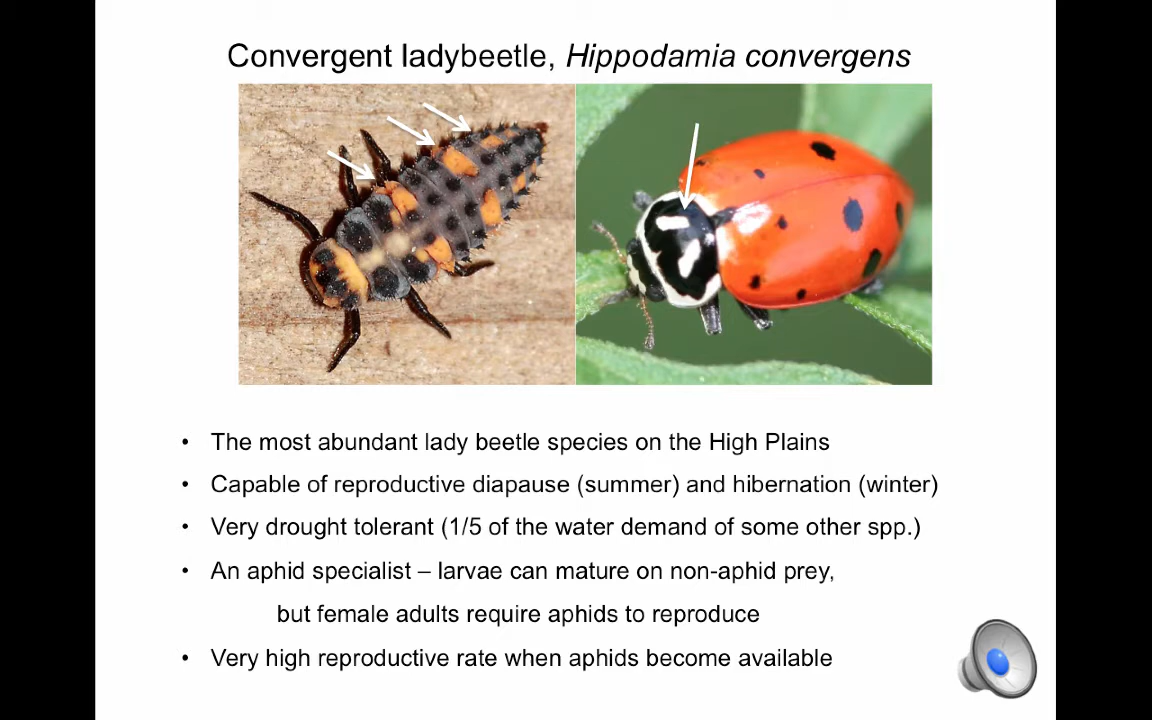 Convergent ladybeetle, Hippodamia convergens
• The most abundant lady beetle species on the High Plains
• Capable of reproductive diapause (summer) and hibernation (winter)
• Very drought tolerant (1/5 of the water demand of some other spp.)
• An aphid specialist – larvae can mature on non-aphid prey,
but female adults require aphids to reproduce
• Very high reproductive rate when aphids become available